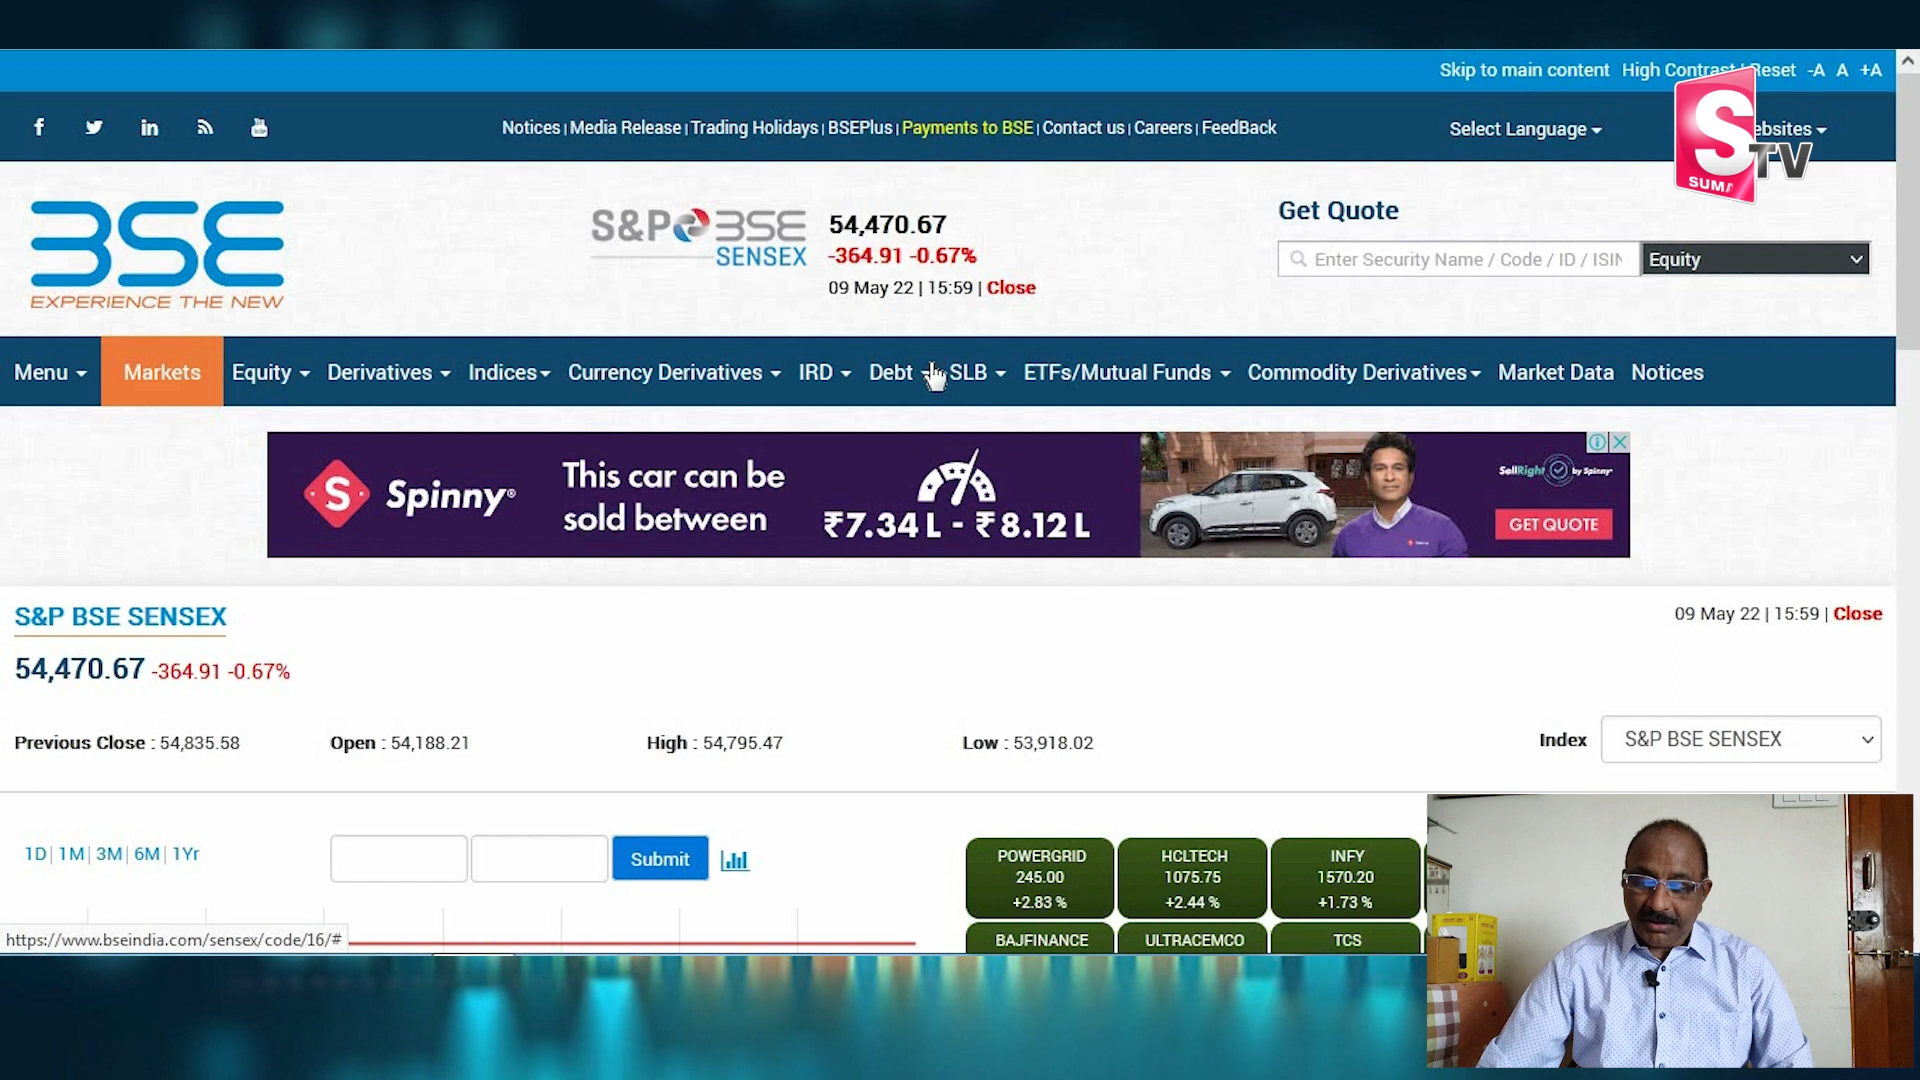 Skip to main content High Contrast | Reset -A A +A
Notices | Media Release | Trading Holidays | BSEPlus | Payments to BSE | Contact us | Careers | FeedBack
Select Language
ebsites
S TV
SUMA
BSE
EXPERIENCE THE NEW
S&P BSE
SENSEX
54,470.67
-364.91 -0.67%
09 May 22 | 15:59 | Close
Get Quote
Enter Security Name / Code / ID / ISIN
Equity
Menu Markets Equity Derivatives Indices Currency Derivatives IRD Debt SLB ETFs/Mutual Funds Commodity Derivatives Market Data Notices
S Spinny®
This car can be
sold between
₹7.34 L - ₹8.12 L
SellRight by Spinny
GET QUOTE
S&P BSE SENSEX
09 May 22 | 15:59 | Close
54,470.67 -364.91 -0.67%
Previous Close : 54,835.58 Open : 54,188.21 High : 54,795.47 Low : 53,918.02
Index S&P BSE SENSEX
1D| 1M| 3M| 6M| 1Yr
Submit
POWERGRID
245.00
+2.83 %
HCLTECH
1075.75
+2.44 %
INFY
1570.20
+1.73 %
BAJFINANCE
ULTRACEMCO
TCS
https://www.bseindia.com/sensex/code/16/#